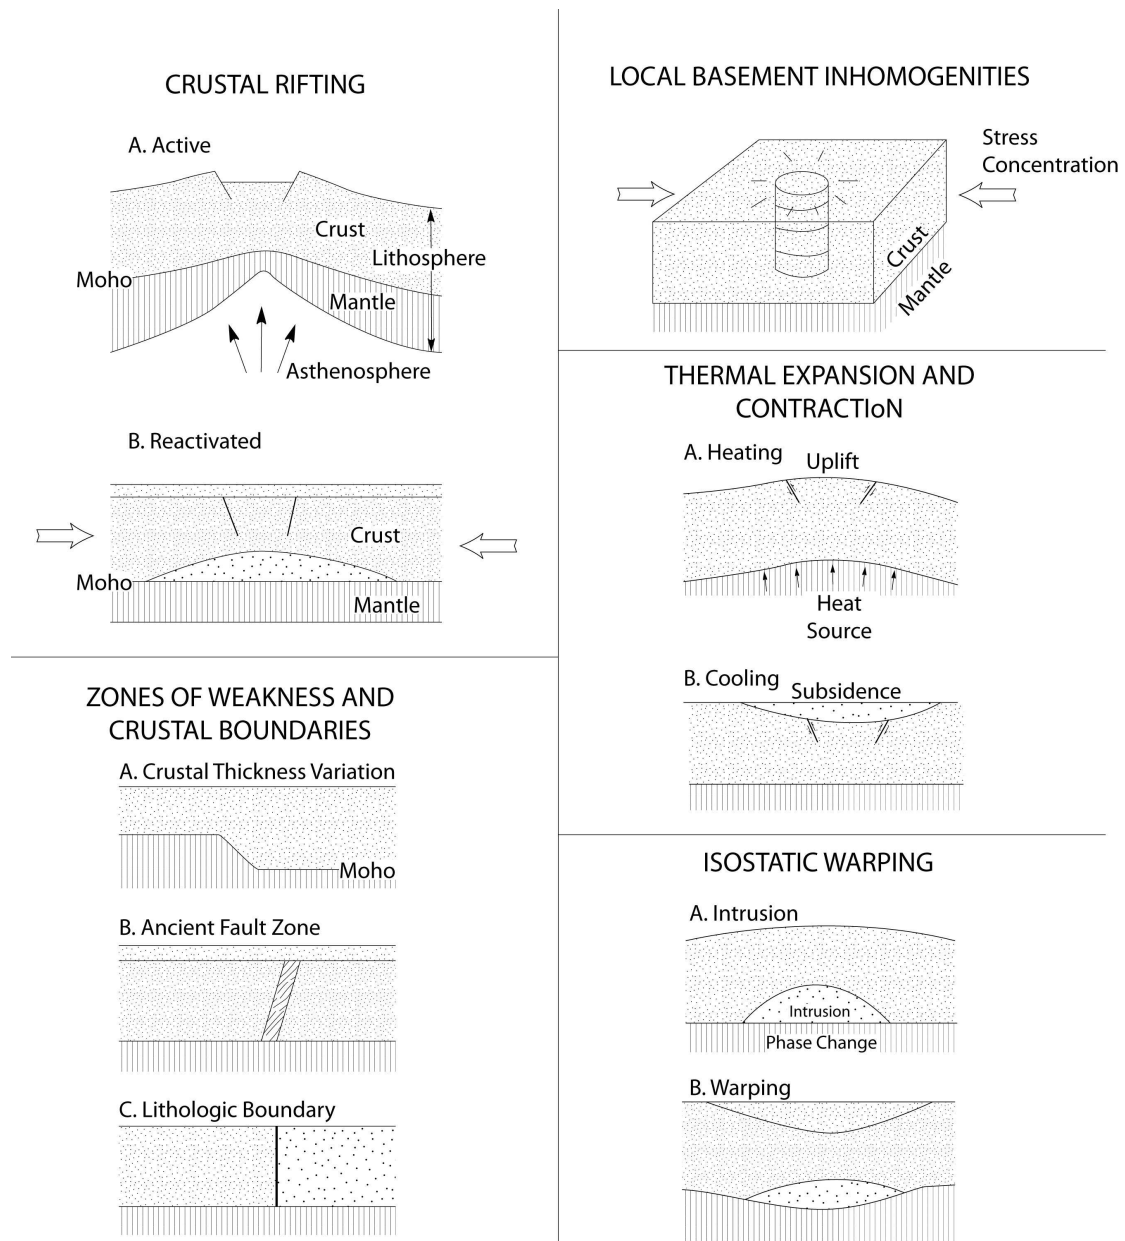 CRUSTAL RIFTING
A. Active
Crust
Lithosphere
Moho
Mantle
Asthenosphere
B. Reactivated
Crust
Moho
Mantle
ZONES OF WEAKNESS AND
CRUSTAL BOUNDARIES
A. Crustal Thickness Variation
Moho
B. Ancient Fault Zone
C. Lithologic Boundary
LOCAL BASEMENT INHOMOGENITIES
Stress
Concentration
Crust
Mantle
THERMAL EXPANSION AND
CONTRACTIoN
A. Heating
Uplift
Heat
Source
B. Cooling
Subsidence
ISOSTATIC WARPING
A. Intrusion
Intrusion
Phase Change
B. Warping